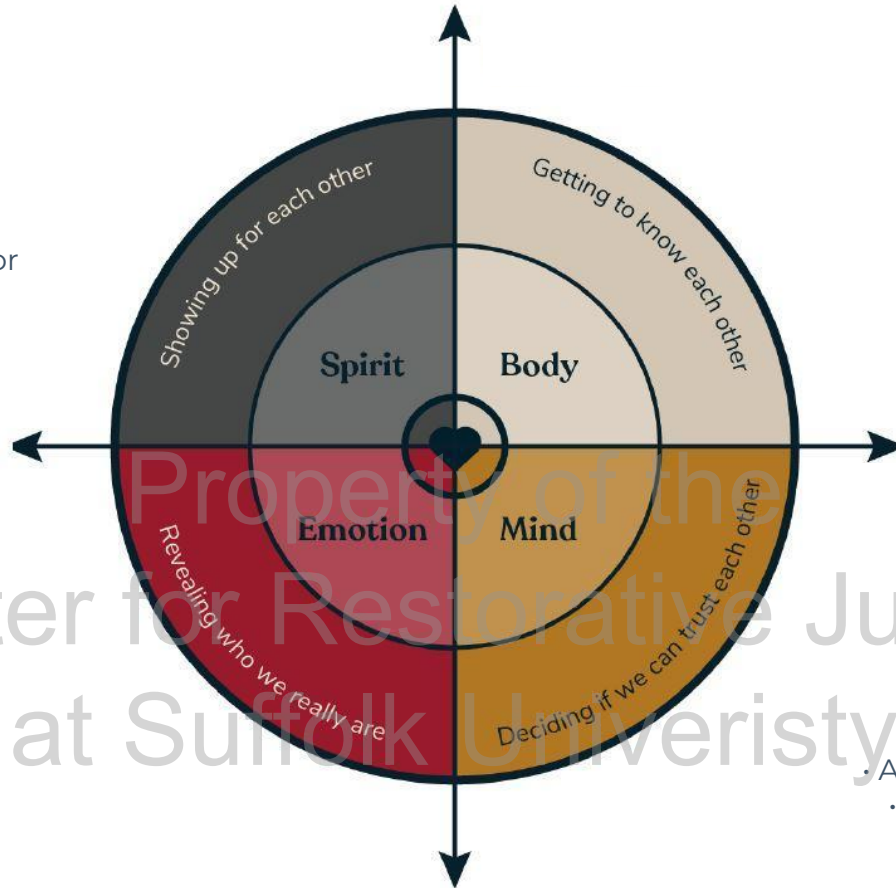 Showing up for each other
Getting to know each other
or
Spirit
Body
Property of the
Emotion
Mind
Revealing who we really are
Deciding if we can trust each other
ter for Restorative Ju
at Suffolk Univeristy
· A
·